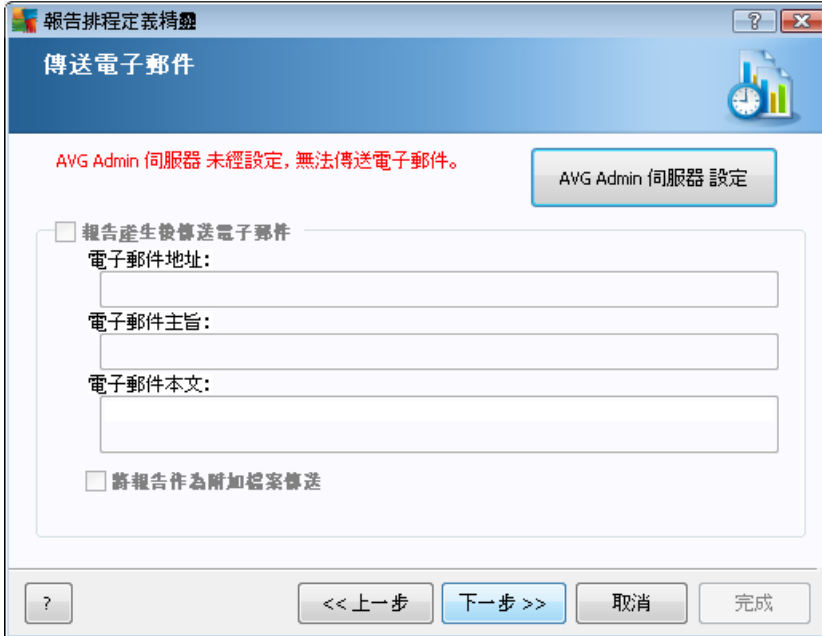 報告排程定義精靈
傳送電子郵件
AVG Admin 伺服器 未經設定, 無法傳送電子郵件。
AVG Admin 伺服器 設定
報告產生後傳送電子郵件
電子郵件地址:
電子郵件主旨:
電子郵件本文:
將報告作為附加檔案傳送
?
<< 上一步
下一步 >>
取消
完成